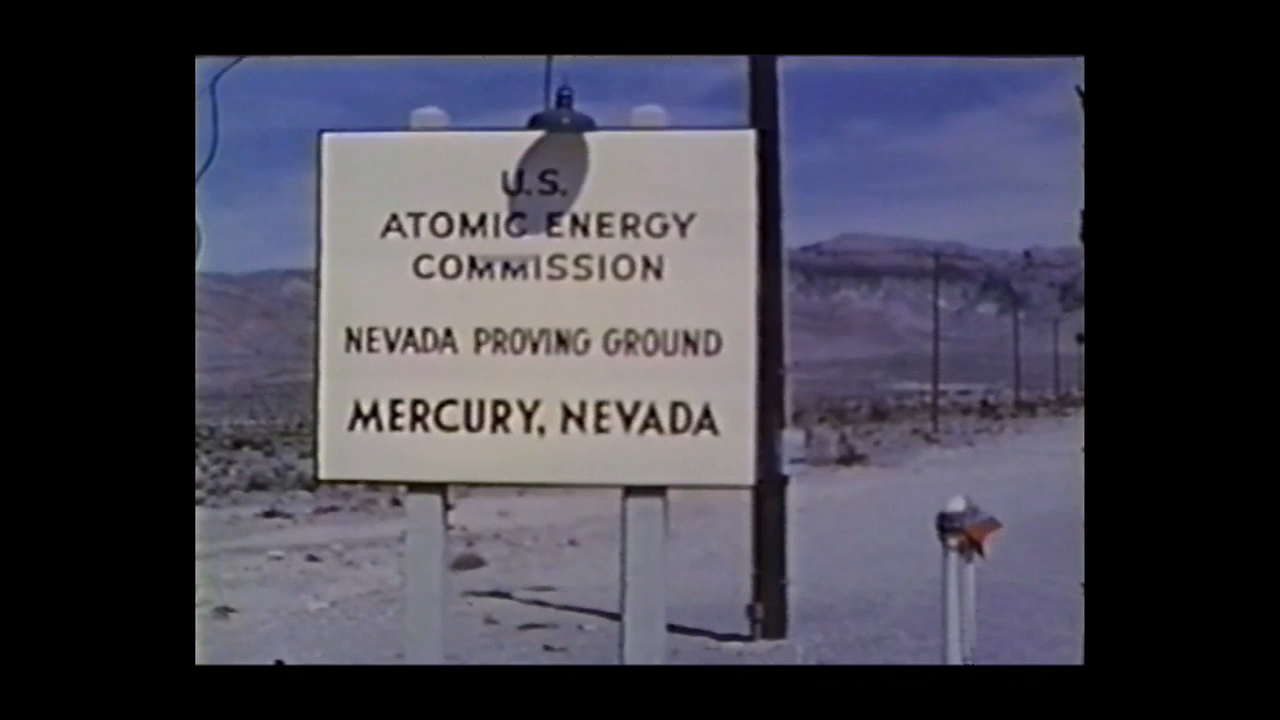 U.S.
ATOMIC ENERGY
COMMISSION
NEVADA PROVING GROUND
MERCURY, NEVADA